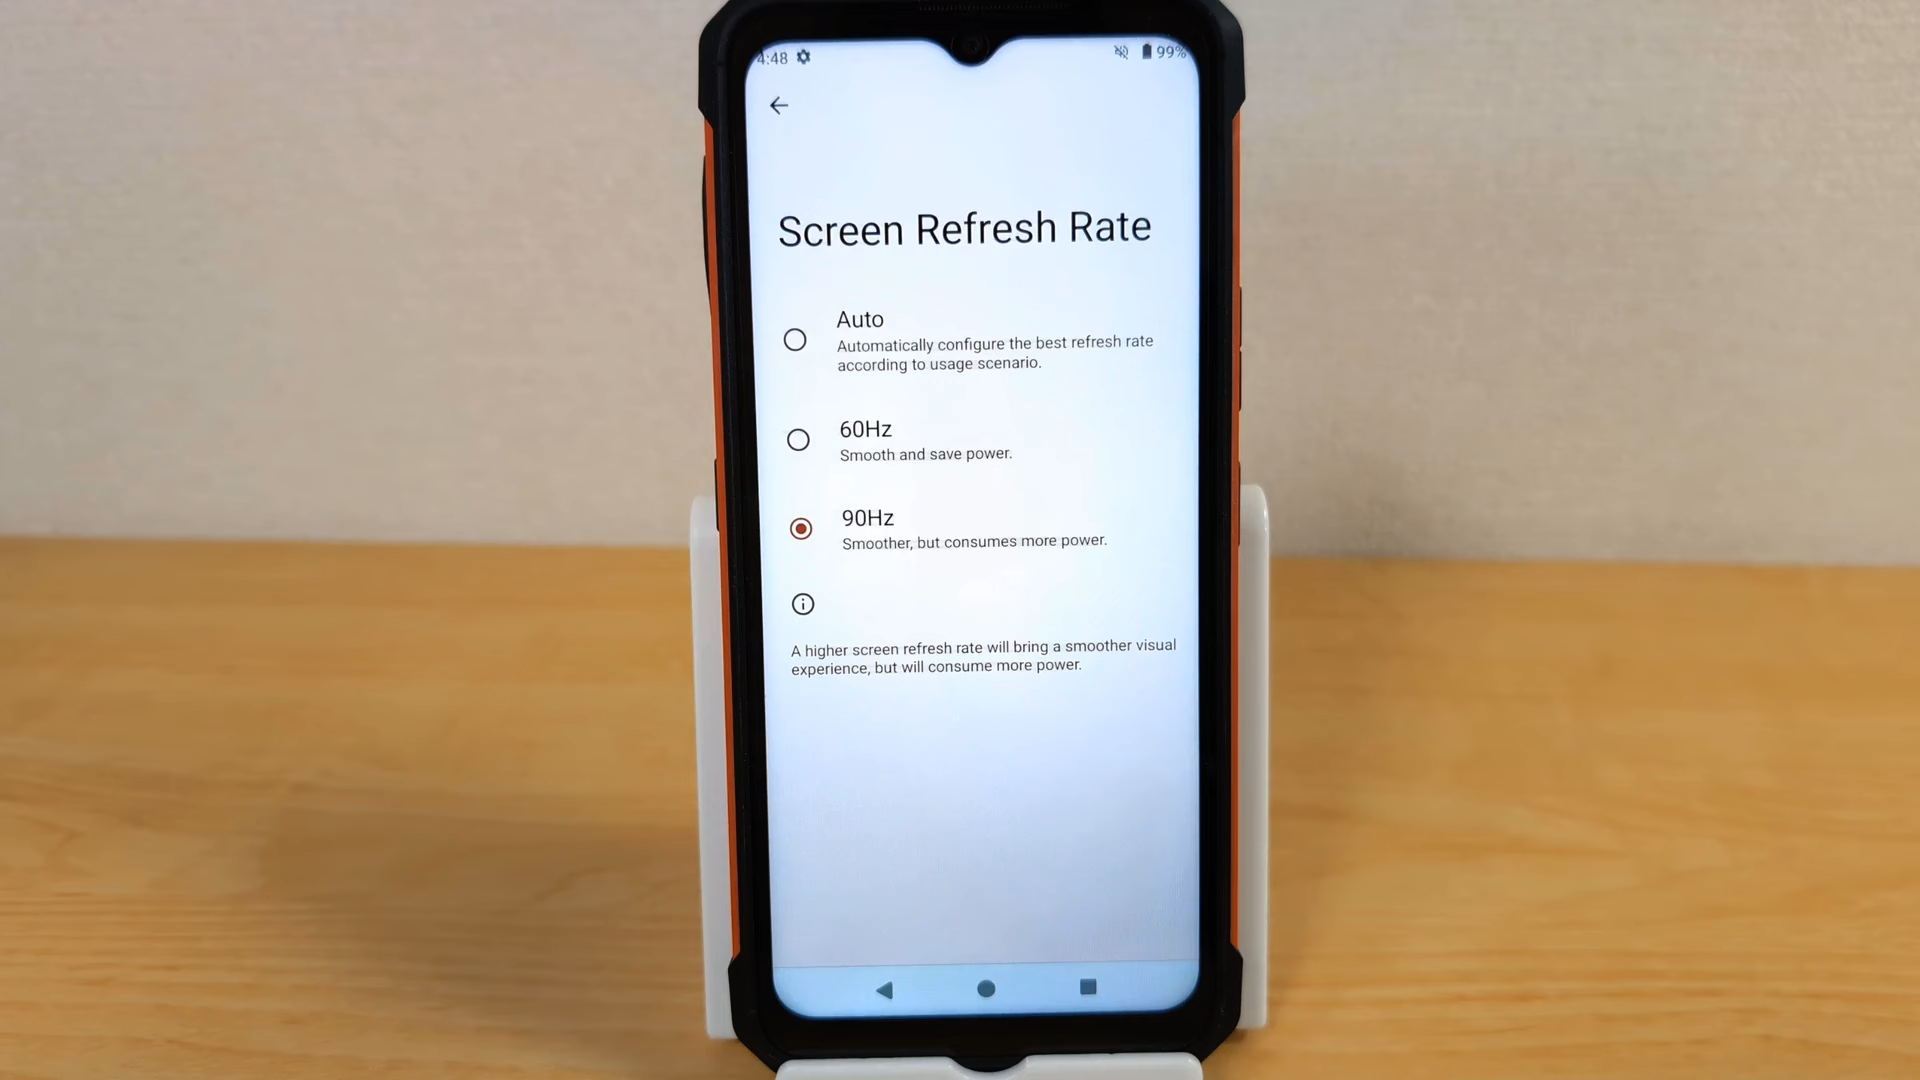 4:48 99%
Screen Refresh Rate
Auto
Automatically configure the best refresh rate
according to usage scenario.
60Hz
Smooth and save power.
90Hz
Smoother, but consumes more power.
A higher screen refresh rate will bring a smoother visual
experience, but will consume more power.